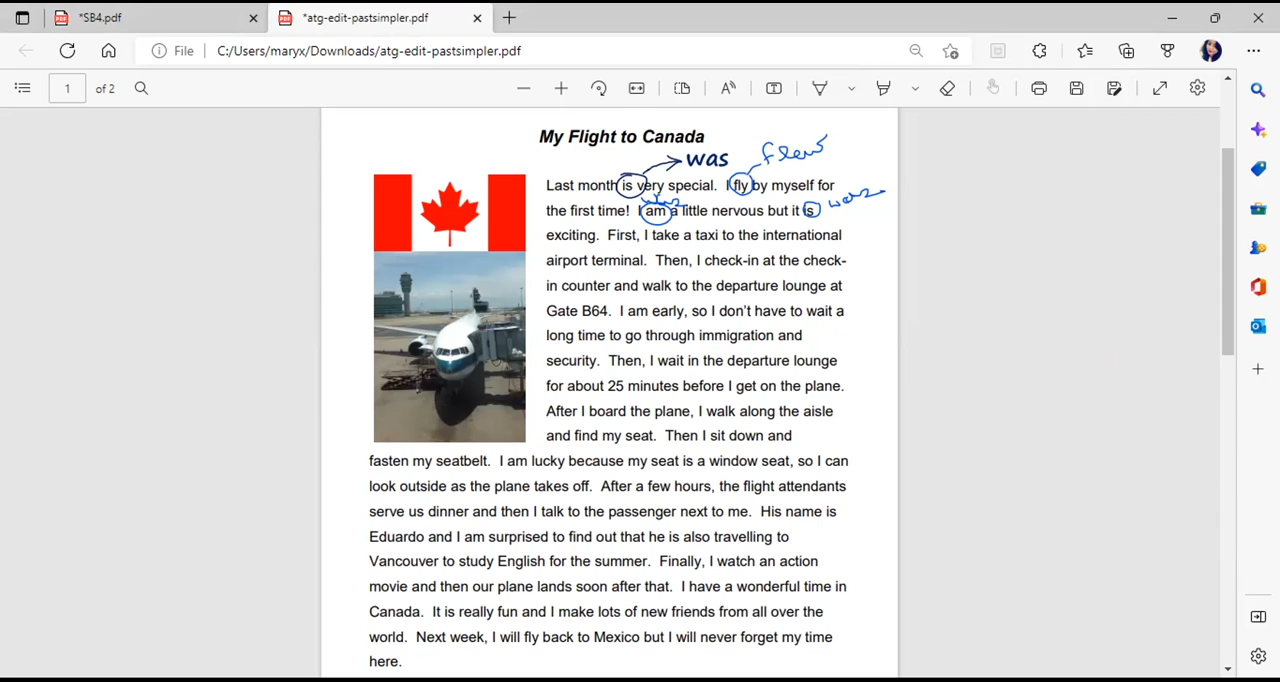 *SB4.pdf
*atg-edit-pastsimpler.pdf
File C:/Users/maryx/Downloads/atg-edit-pastsimpler.pdf
1 of 2
My Flight to Canada
was flew
Last month is very special. I fly by myself for
was was
the first time! I am a little nervous but it is
exciting. First, I take a taxi to the international
airport terminal. Then, I check-in at the check-
in counter and walk to the departure lounge at
Gate B64. I am early, so I don't have to wait a
long time to go through immigration and
security. Then, I wait in the departure lounge
for about 25 minutes before I get on the plane.
After I board the plane, I walk along the aisle
and find my seat. Then I sit down and
fasten my seatbelt. I am lucky because my seat is a window seat, so I can
look outside as the plane takes off. After a few hours, the flight attendants
serve us dinner and then I talk to the passenger next to me. His name is
Eduardo and I am surprised to find out that he is also travelling to
Vancouver to study English for the summer. Finally, I watch an action
movie and then our plane lands soon after that. I have a wonderful time in
Canada. It is really fun and I make lots of new friends from all over the
world. Next week, I will fly back to Mexico but I will never forget my time
here.